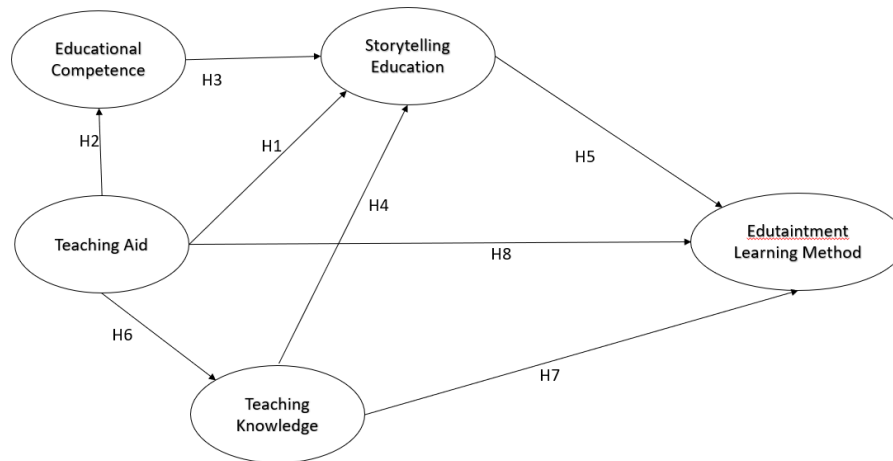 Educational
Competence
Storytelling
Education
H3
H2
H1
H5
H4
Teaching Aid
H8
Edutaintment
Learning Method
H6
H7
Teaching
Knowledge